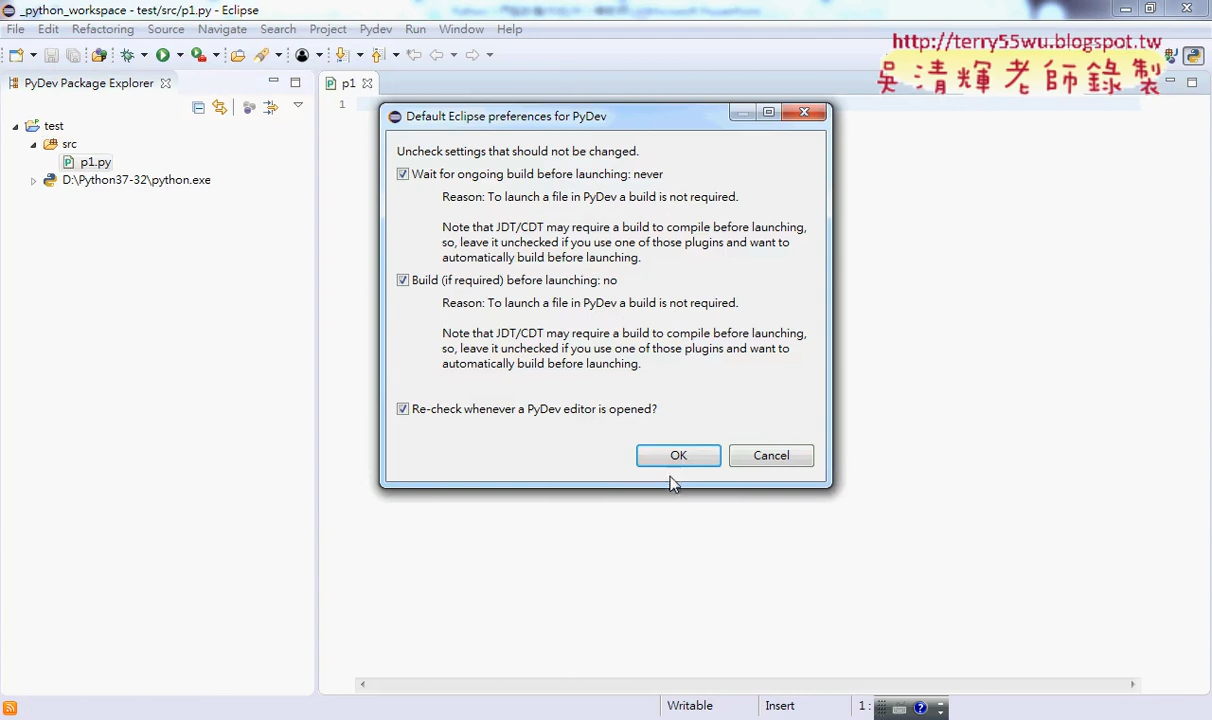 _python_workspace - test/src/p1.py - Eclipse
File Edit Refactoring Source Navigate Search Project Pydev Run Window Help
http://terry55wu.blogspot.tw
吳清輝老師錄製
PyDev Package Explorer
p1
1
test
src
p1.py
D:\Python37-32\python.exe
Default Eclipse preferences for PyDev
Uncheck settings that should not be changed.
Wait for ongoing build before launching: never
Reason: To launch a file in PyDev a build is not required.
Note that JDT/CDT may require a build to compile before launching,
so, leave it unchecked if you use one of those plugins and want to
automatically build before launching.
Build (if required) before launching: no
Reason: To launch a file in PyDev a build is not required.
Note that JDT/CDT may require a build to compile before launching,
so, leave it unchecked if you use one of those plugins and want to
automatically build before launching.
Re-check whenever a PyDev editor is opened?
OK Cancel
Writable Insert 1 :